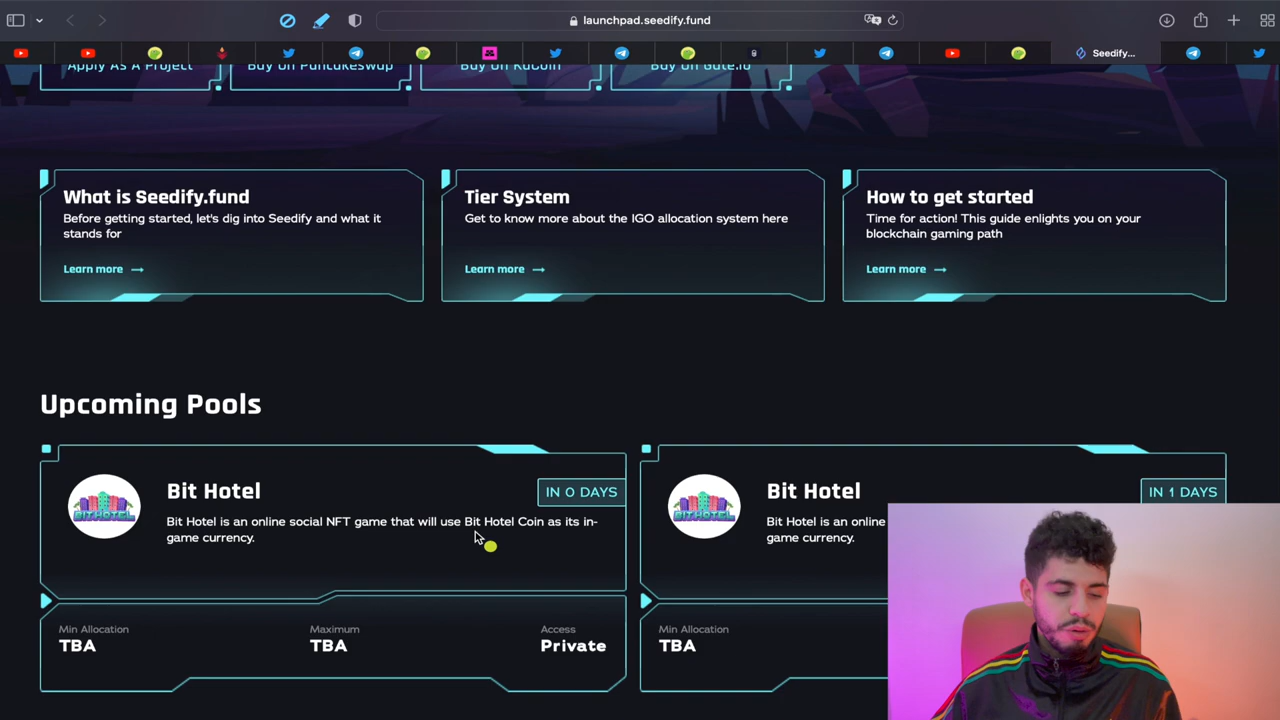 launchpad.seedify.fund
Seedify...
Apply As A Project
Buy On Pancakeswap
Buy On KuCoin
Buy On Gate.io
What is Seedify.fund
Before getting started, let's dig into Seedify and what it
stands for
Learn more
Tier System
Get to know more about the IGO allocation system here
Learn more
How to get started
Time for action! This guide enlights you on your
blockchain gaming path
Learn more
Upcoming Pools
Bit Hotel
IN 0 DAYS
Bit Hotel is an online social NFT game that will use Bit Hotel Coin as its in-
game currency.
Min Allocation
Maximum
Access
TBA
TBA
Private
Bit Hotel
IN 1 DAYS
Bit Hotel is an online
game currency.
Min Allocation
TBA